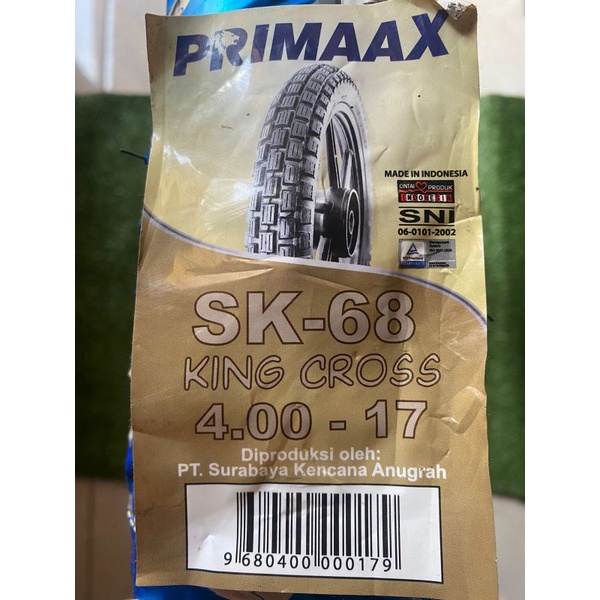 PRIMAAX
MADE IN INDONESIA
CINTAI PRODUK
INDONESIA
SNI
06-0101-2002
SK-68
KING CROSS
4.00 - 17
Diproduksi oleh:
PT. Surabaya Kencana Anugrah
9 680400 000179